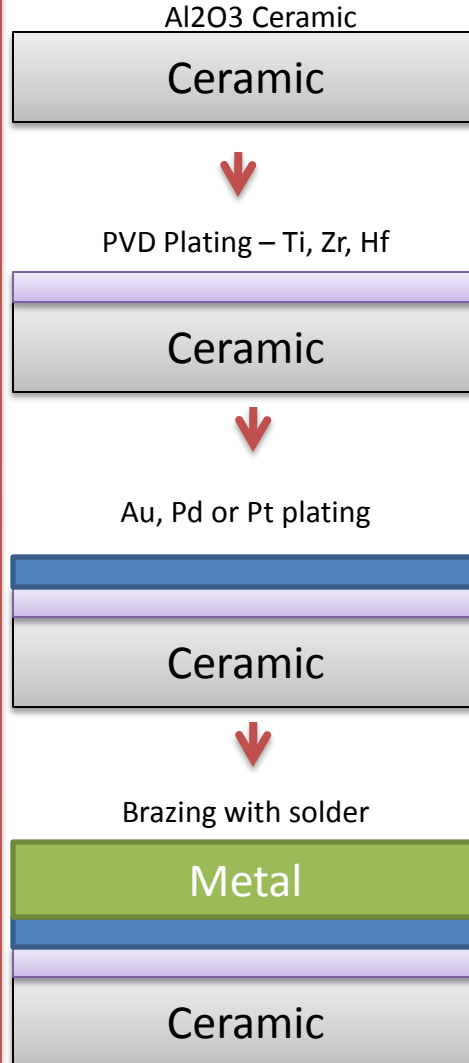 Al2O3 Ceramic
Ceramic
PVD Plating – Ti, Zr, Hf
Ceramic
Au, Pd or Pt plating
Ceramic
Brazing with solder
Metal
Ceramic